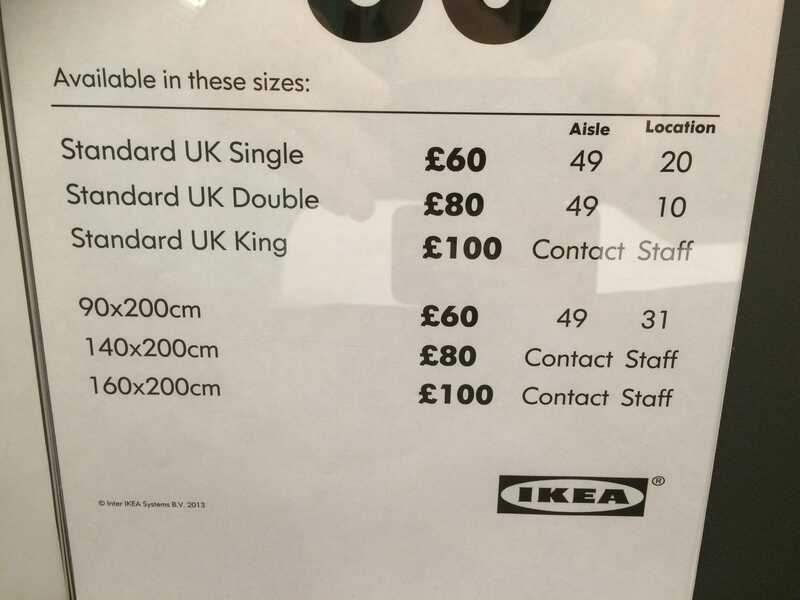 Available in these sizes:
Aisle Location
Standard UK Single £60 49 20
Standard UK Double £80 49 10
Standard UK King £100 Contact Staff
90x200cm £60 49 31
140x200cm £80 Contact Staff
160x200cm £100 Contact Staff
© Inter IKEA Systems B.V. 2013
IKEA ®